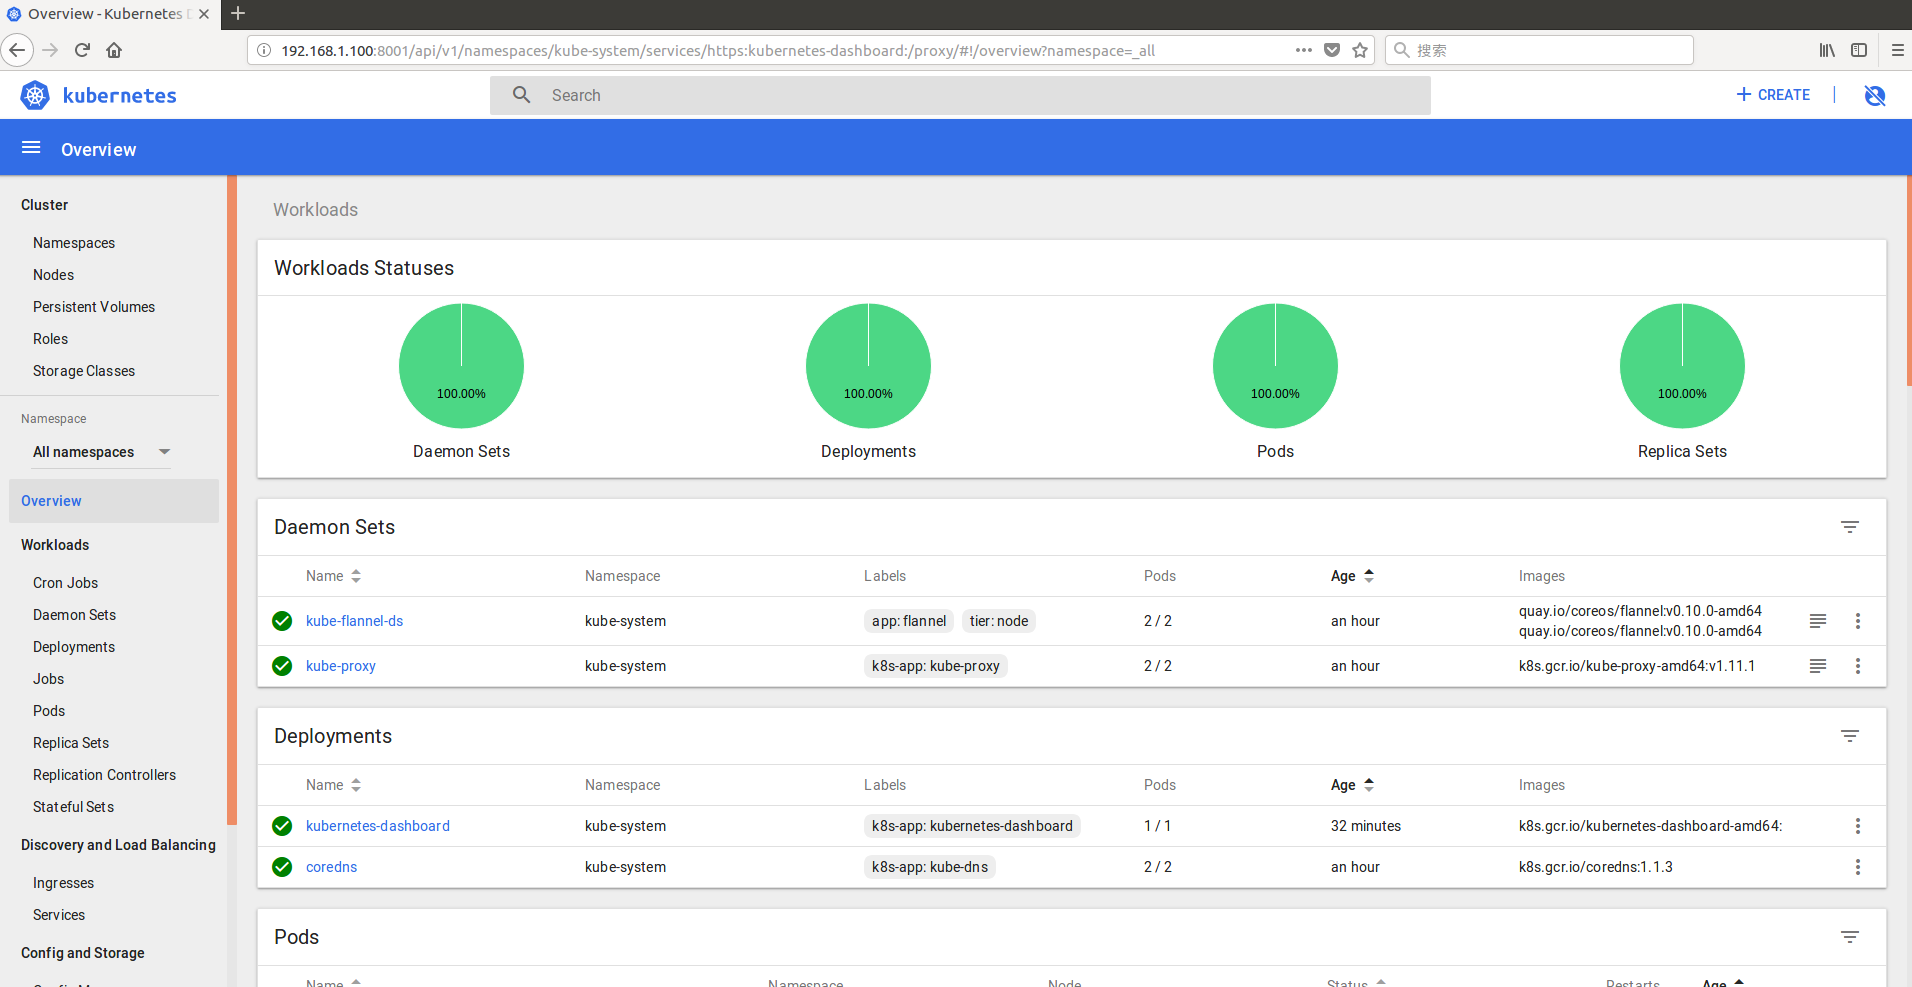 Overview - Kubernetes D
192.168.1.100:8001/api/v1/namespaces/kube-system/services/https:kubernetes-dashboard:/proxy/#!/overview?namespace=_all
搜索
kubernetes
Search
CREATE
Overview
Cluster
Namespaces
Nodes
Persistent Volumes
Roles
Storage Classes
Namespace
All namespaces
Overview
Workloads
Cron Jobs
Daemon Sets
Deployments
Jobs
Pods
Replica Sets
Replication Controllers
Stateful Sets
Discovery and Load Balancing
Ingresses
Services
Config and Storage
Workloads
Workloads Statuses
100.00% 100.00% 100.00% 100.00%
Daemon Sets Deployments Pods Replica Sets
Daemon Sets
Name Namespace Labels Pods Age Images
kube-flannel-ds kube-system app: flannel tier: node 2 / 2 an hour quay.io/coreos/flannel:v0.10.0-amd64
quay.io/coreos/flannel:v0.10.0-amd64
kube-proxy kube-system k8s-app: kube-proxy 2 / 2 an hour k8s.gcr.io/kube-proxy-amd64:v1.11.1
Deployments
Name Namespace Labels Pods Age Images
kubernetes-dashboard kube-system k8s-app: kubernetes-dashboard 1 / 1 32 minutes k8s.gcr.io/kubernetes-dashboard-amd64:
coredns kube-system k8s-app: kube-dns 2 / 2 an hour k8s.gcr.io/coredns:1.1.3
Pods
Name Namespace Node Status Restarts Age